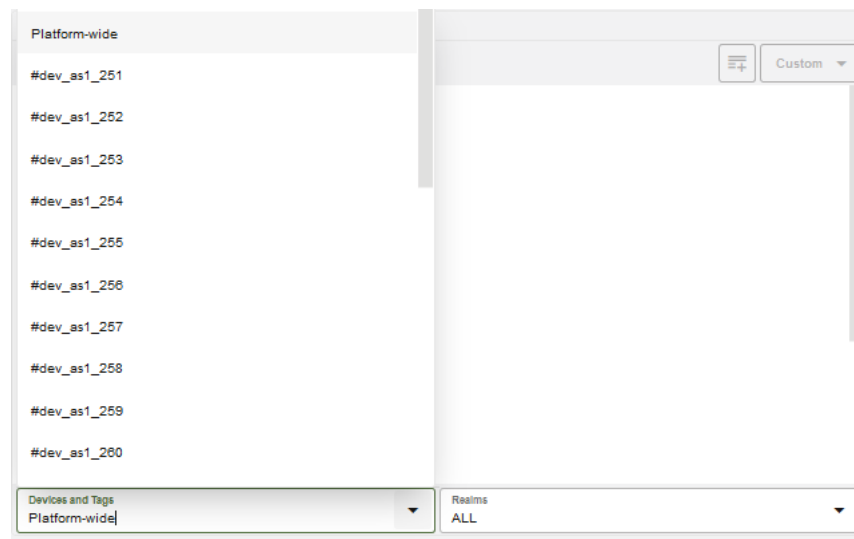 Platform-wide
#dev_as1_251
Custom
#dev_as1_252
#dev_as1_253
#dev_as1_254
#dev_as1_255
#dev_as1_256
#dev_as1_257
#dev_as1_258
#dev_as1_259
#dev_as1_260
Devices and Tags
Platform-wide
Realms
ALL